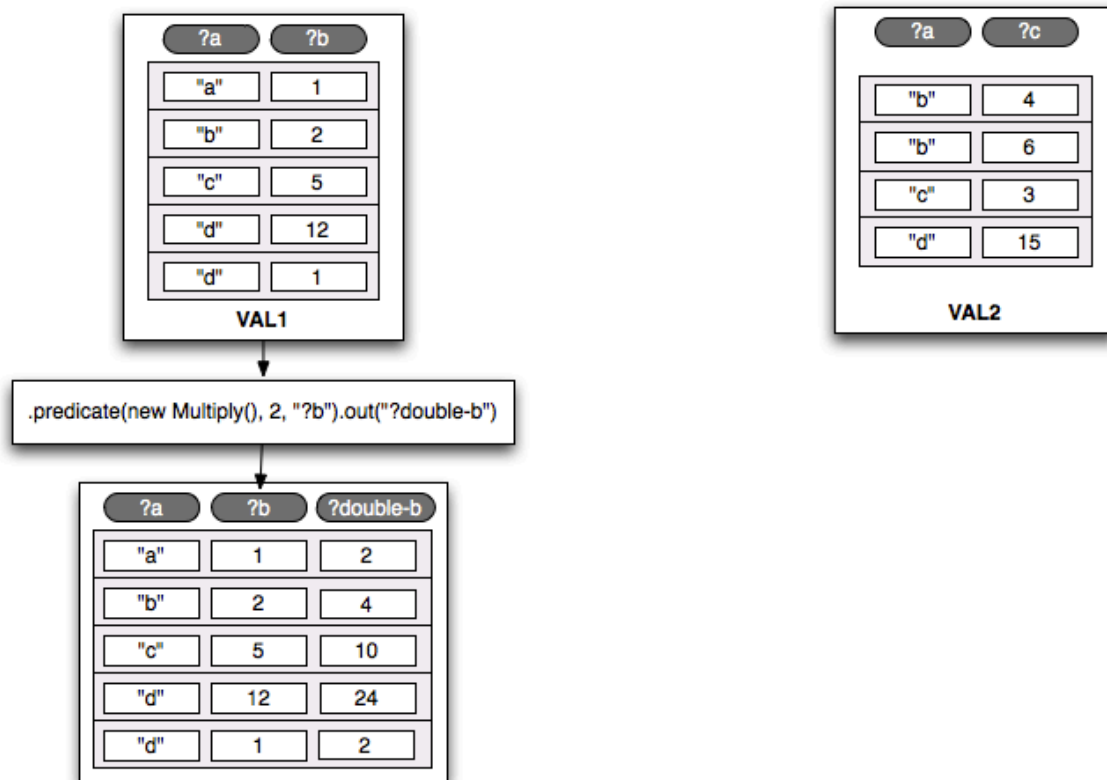 ?a ?b
"a" 1
"b" 2
"c" 5
"d" 12
"d" 1
VAL1
?a ?c
"b" 4
"b" 6
"c" 3
"d" 15
VAL2
.predicate(new Multiply(), 2, "?b").out("?double-b")
?a ?b ?double-b
"a" 1 2
"b" 2 4
"c" 5 10
"d" 12 24
"d" 1 2